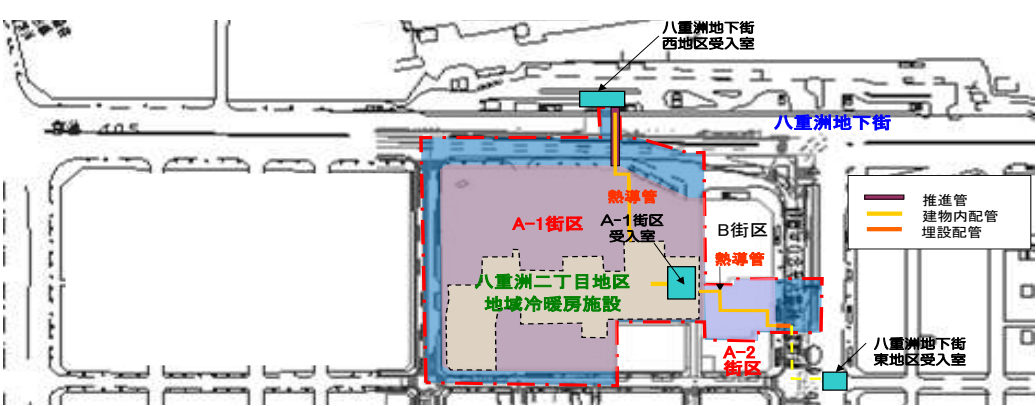 八重洲地下街
西地区受入室
八重洲地下街
熱導管
A-1街区
A-1街区
受入室
B街区
熱導管
八重洲二丁目地区
地域冷暖房施設
A-2
街区
推進管
建物内配管
埋設配管
八重洲地下街
東地区受入室